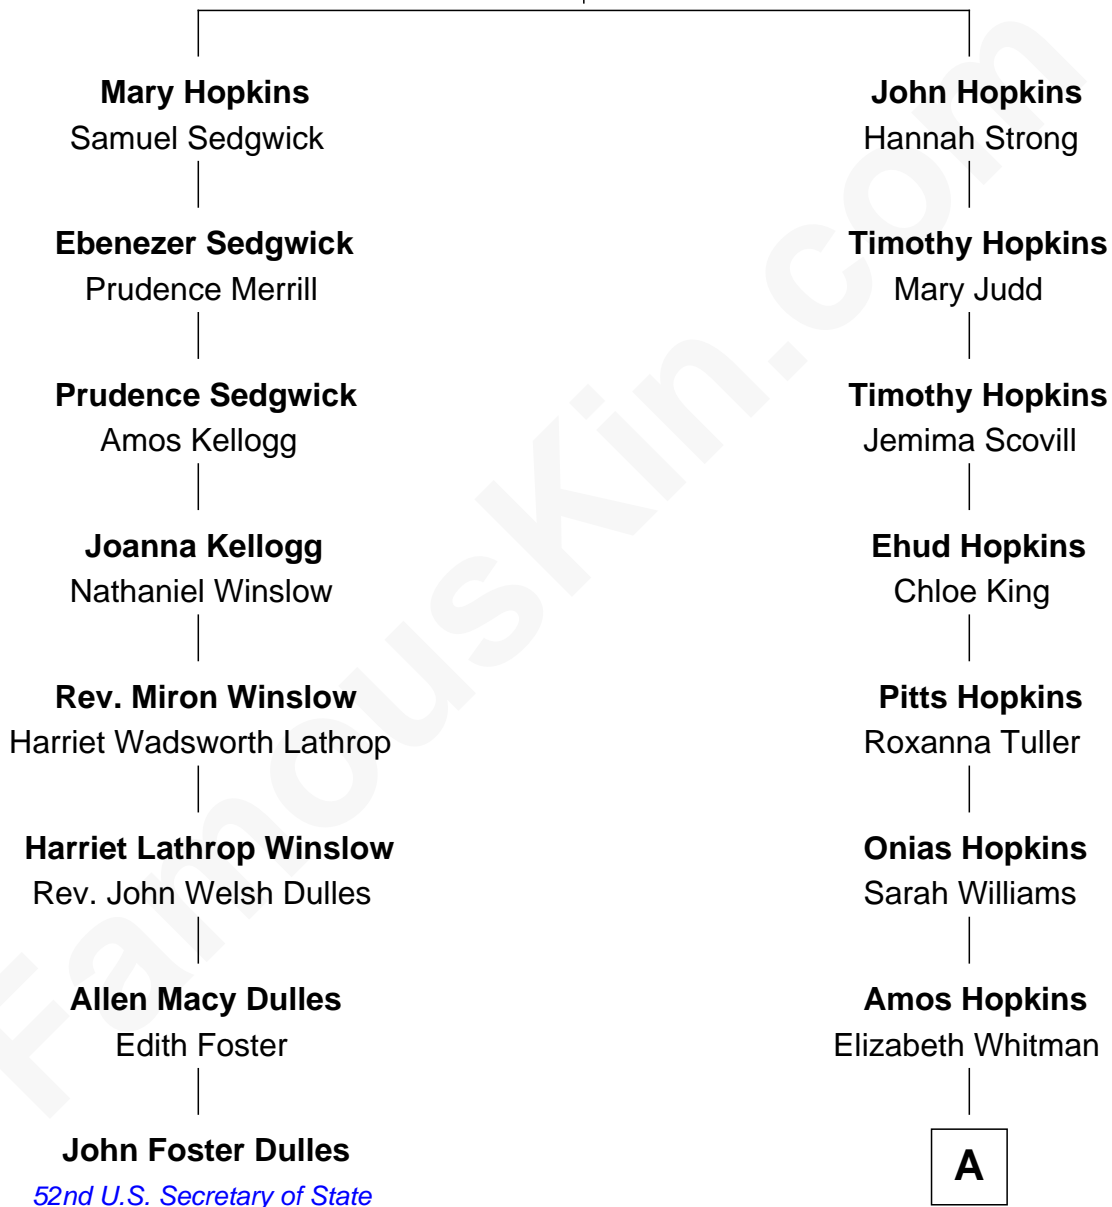 Mary Hopkins
Samuel Sedgwick
John Hopkins
Hannah Strong
Ebenezer Sedgwick
Prudence Merrill
Timothy Hopkins
Mary Judd
Prudence Sedgwick
Amos Kellogg
Timothy Hopkins
Jemima Scovill
Joanna Kellogg
Nathaniel Winslow
Ehud Hopkins
Chloe King
Rev. Miron Winslow
Harriet Wadsworth Lathrop
Pitts Hopkins
Roxanna Tuller
Harriet Lathrop Winslow
Rev. John Welsh Dulles
Onias Hopkins
Sarah Williams
Allen Macy Dulles
Edith Foster
Amos Hopkins
Elizabeth Whitman
John Foster Dulles
52nd U.S. Secretary of State
A
FamousKin.com